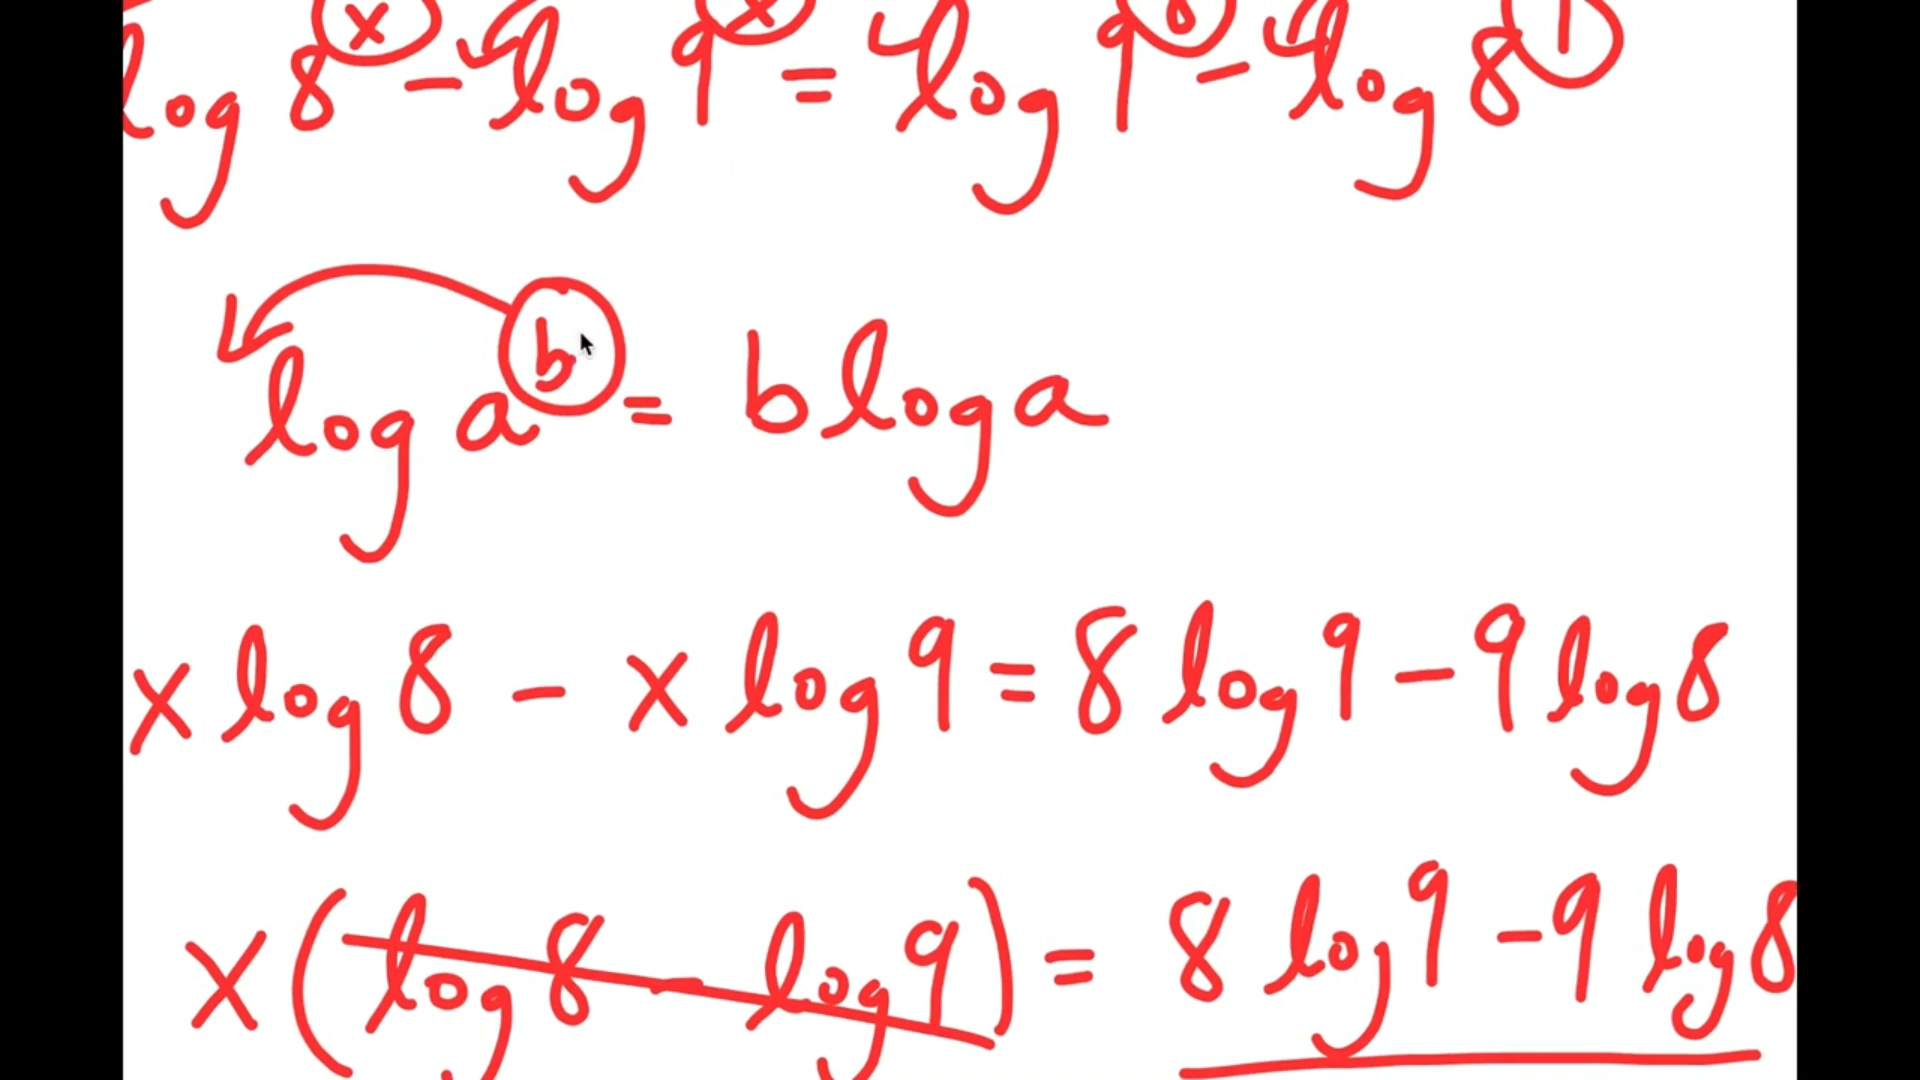 log 8^x - log 9^x = log 9^8 - log 8
log a^b = b log a
x log 8 - x log 9 = 8 log 9 - 9 log 8
x (log 8 - log 9) = 8 log 9 - 9 log 8